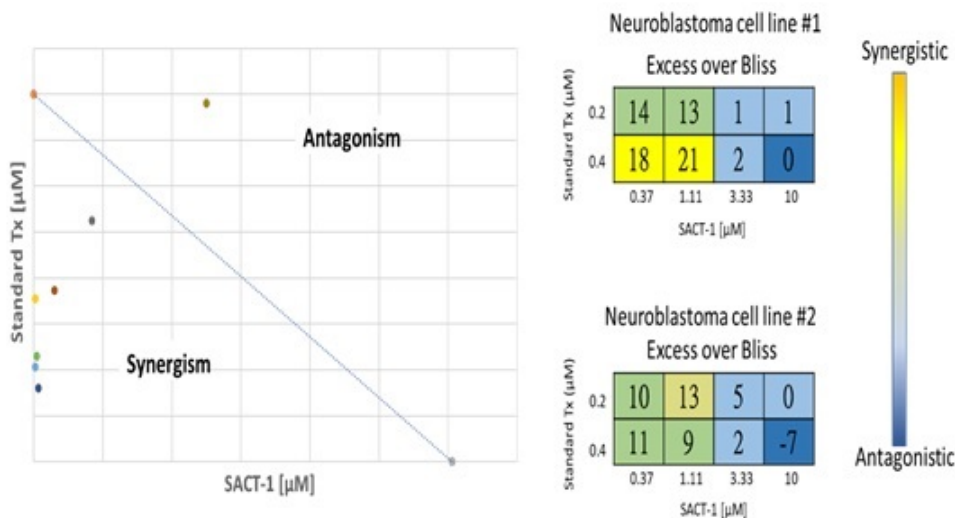 Standard Tx [µM]
Antagonism
Synergism
SACT-1 [µM]
Neuroblastoma cell line #1
Excess over Bliss
Standard Tx (µM)
0.2
14 13 1 1
0.4
18 21 2 0
0.37 1.11 3.33 10
SACT-1 [µM]
Neuroblastoma cell line #2
Excess over Bliss
Standard Tx (µM)
0.2
10 13 5 0
0.4
11 9 2 -7
0.37 1.11 3.33 10
SACT-1 [µM]
Synergistic
Antagonistic